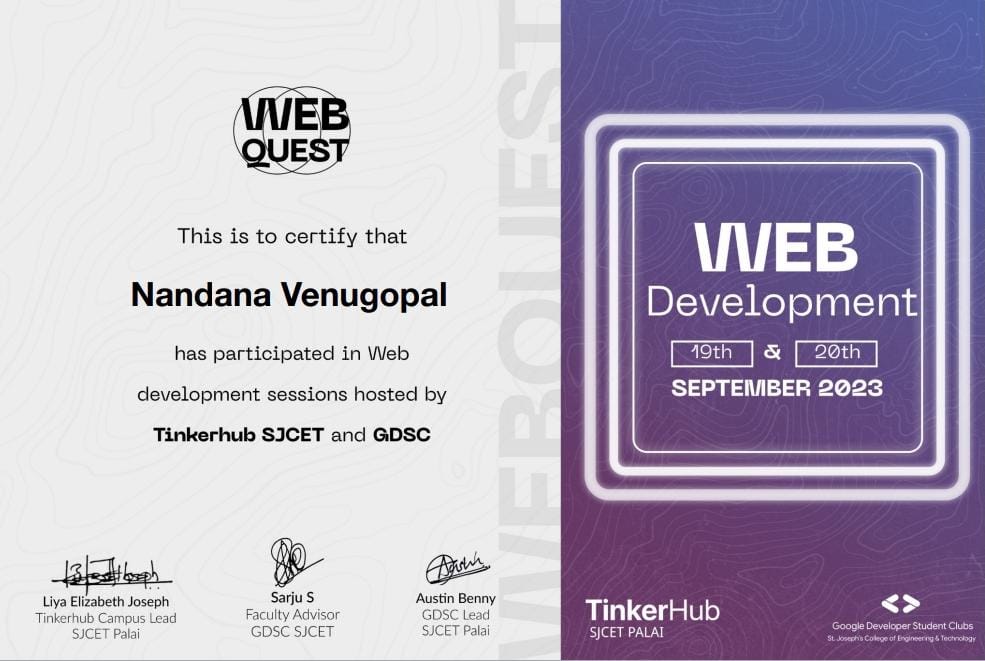 WEB
QUEST
This is to certify that
Nandana Venugopal
has participated in Web
development sessions hosted by
Tinkerhub SJCET and GDSC
Liya Elizabeth Joseph
Tinkerhub Campus Lead
SJCET Palai
Sarju S
Faculty Advisor
GDSC SJCET
Austin Benny
GDSC Lead
SJCET Palai
WEBQUEST
WEB
Development
19th & 20th
SEPTEMBER 2023
TinkerHub
SJCET PALAI
Google Developer Student Clubs
St. Joseph's College of Engineering & Technology